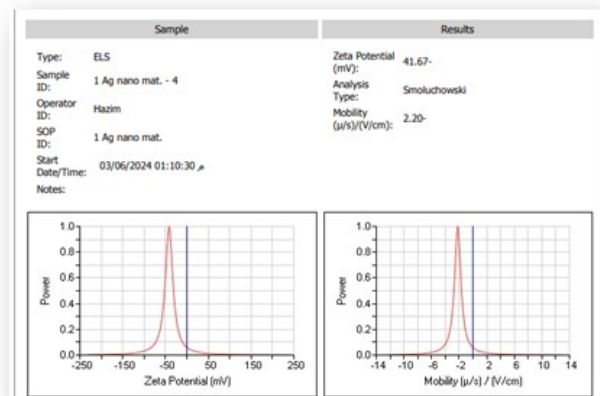 Sample
Results
Type: ELS
Sample ID: 1 Ag nano mat. - 4
Operator ID: Hazim
SOP ID: 1 Ag nano mat.
Start Date/Time: 03/06/2024 01:10:30 م
Notes:
Zeta Potential (mV): 41.67-
Analysis Type: Smoluchowski
Mobility (μ/s)/(V/cm): 2.20-
1.0
0.8
0.6
0.4
0.2
0.0
Power
-250 -150 -50 50 150 250
Zeta Potential (mV)
1.0
0.8
0.6
0.4
0.2
0.0
Power
-14 -10 -6 -2 2 6 10 14
Mobility (μ/s) / (V/cm)